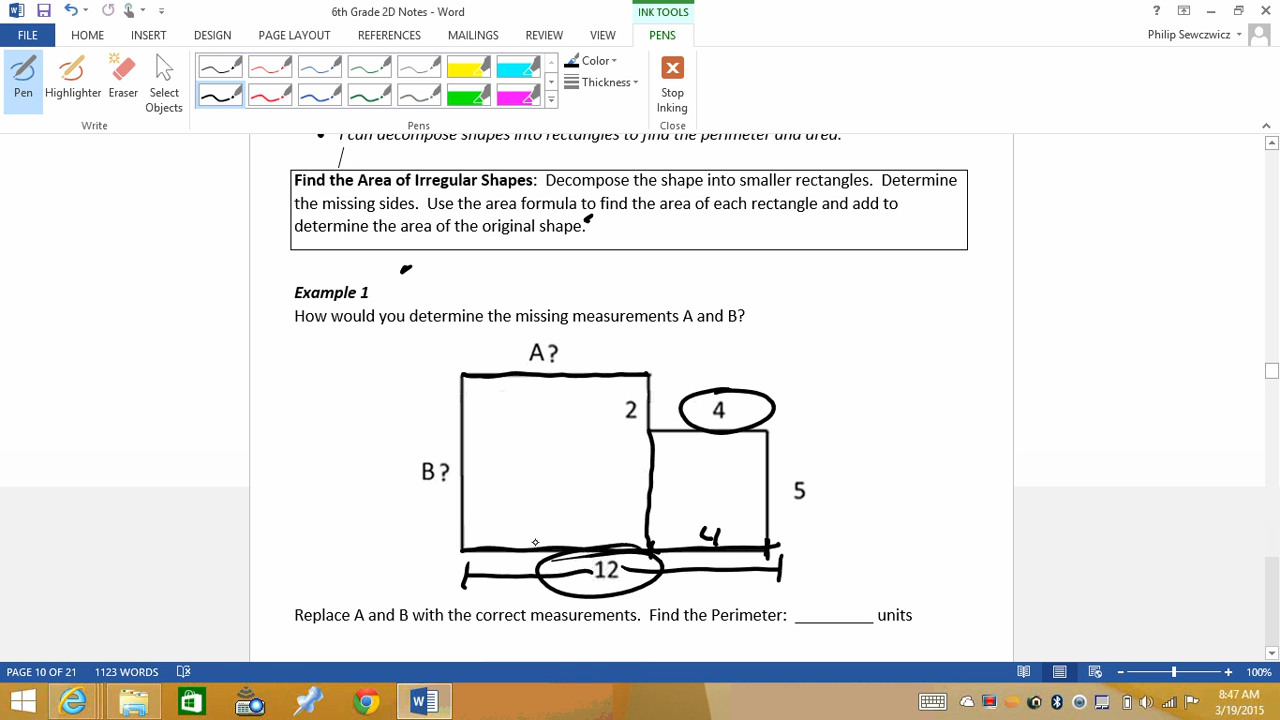 6th Grade 2D Notes - Word
INK TOOLS
?
FILE
HOME
INSERT
DESIGN
PAGE LAYOUT
REFERENCES
MAILINGS
REVIEW
VIEW
PENS
Philip Sewczwicz
Pen
Highlighter
Eraser
Select Objects
Color
Thickness
Stop Inking
Write
Pens
Close
• I can decompose shapes into rectangles to find the perimeter and area.
Find the Area of Irregular Shapes: Decompose the shape into smaller rectangles. Determine
the missing sides. Use the area formula to find the area of each rectangle and add to
determine the area of the original shape.
Example 1
How would you determine the missing measurements A and B?
A?
2
4
B?
5
4
12
Replace A and B with the correct measurements. Find the Perimeter: _________ units
PAGE 10 OF 21
1123 WORDS
100%
8:47 AM
3/19/2015